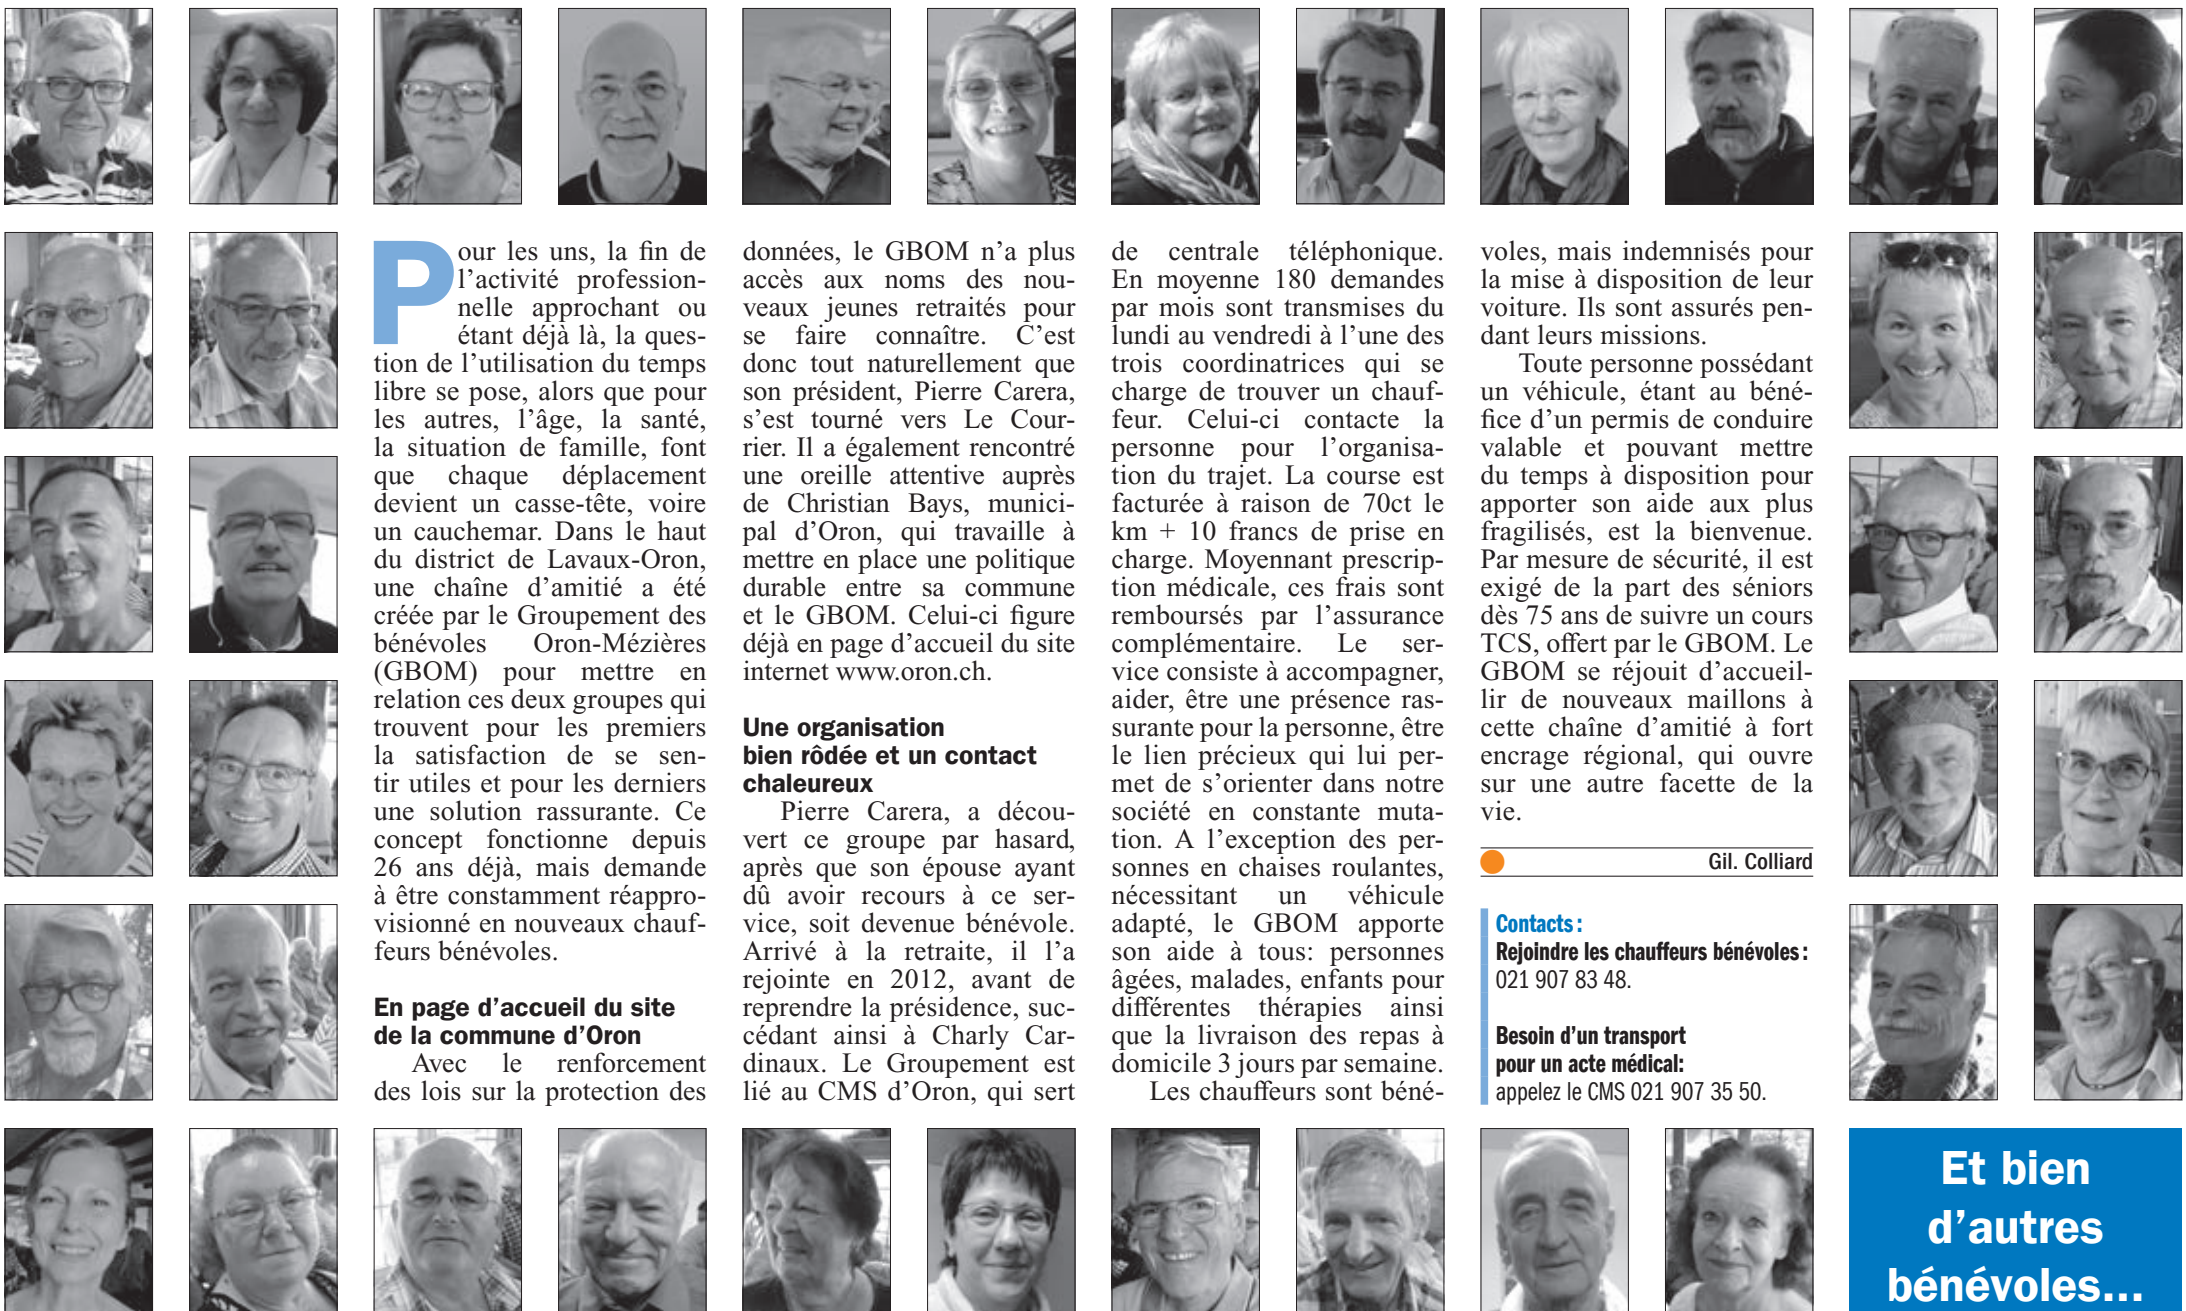 Pour les uns, la fin de
l'activité profession-
nelle approchant ou
étant déjà là, la ques-
tion de l'utilisation du temps
libre se pose, alors que pour
les autres, l'âge, la santé,
la situation de famille, font
que chaque déplacement
devient un casse-tête, voire
un cauchemar. Dans le haut
du district de Lavaux-Oron,
une chaîne d'amitié a été
créée par le Groupement des
bénévoles Oron-Mézières
(GBOM) pour mettre en
relation ces deux groupes qui
trouvent pour les premiers
la satisfaction de se sen-
tir utiles et pour les derniers
une solution rassurante. Ce
concept fonctionne depuis
26 ans déjà, mais demande
à être constamment réappro-
visionné en nouveaux chauf-
feurs bénévoles.
En page d'accueil du site
de la commune d'Oron
Avec le renforcement
des lois sur la protection des
données, le GBOM n'a plus
accès aux noms des nou-
veaux jeunes retraités pour
se faire connaître. C'est
donc tout naturellement que
son président, Pierre Carera,
s'est tourné vers Le Cour-
rier. Il a également rencontré
une oreille attentive auprès
de Christian Bays, munici-
pal d'Oron, qui travaille à
mettre en place une politique
durable entre sa commune
et le GBOM. Celui-ci figure
déjà en page d'accueil du site
internet www.oron.ch.
Une organisation
bien rôdée et un contact
chaleureux
Pierre Carera, a décou-
vert ce groupe par hasard,
après que son épouse ayant
dû avoir recours à ce ser-
vice, soit devenue bénévole.
Arrivé à la retraite, il l'a
rejointe en 2012, avant de
reprendre la présidence, suc-
cédant ainsi à Charly Car-
dinaux. Le Groupement est
lié au CMS d'Oron, qui sert
de centrale téléphonique.
En moyenne 180 demandes
par mois sont transmises du
lundi au vendredi à l'une des
trois coordinatrices qui se
charge de trouver un chauf-
feur. Celui-ci contacte la
personne pour l'organisa-
tion du trajet. La course est
facturée à raison de 70ct le
km + 10 francs de prise en
charge. Moyennant prescrip-
tion médicale, ces frais sont
remboursés par l'assurance
complémentaire. Le ser-
vice consiste à accompagner,
aider, être une présence ras-
surante pour la personne, être
le lien précieux qui lui per-
met de s'orienter dans notre
société en constante muta-
tion. A l'exception des per-
sonnes en chaises roulantes,
nécessitant un véhicule
adapté, le GBOM apporte
son aide à tous: personnes
âgées, malades, enfants pour
différentes thérapies ainsi
que la livraison des repas à
domicile 3 jours par semaine.
Les chauffeurs sont béné-
voles, mais indemnisés pour
la mise à disposition de leur
voiture. Ils sont assurés pen-
dant leurs missions.
Toute personne possédant
un véhicule, étant au béné-
fice d'un permis de conduire
valable et pouvant mettre
du temps à disposition pour
apporter son aide aux plus
fragilisés, est la bienvenue.
Par mesure de sécurité, il est
exigé de la part des séniors
dès 75 ans de suivre un cours
TCS, offert par le GBOM. Le
GBOM se réjouit d'accueil-
lir de nouveaux maillons à
cette chaîne d'amitié à fort
encrage régional, qui ouvre
sur une autre facette de la
vie.
Gil. Colliard
Contacts :
Rejoindre les chauffeurs bénévoles :
021 907 83 48.
Besoin d'un transport
pour un acte médical:
appelez le CMS 021 907 35 50.
Et bien
d'autres
bénévoles...